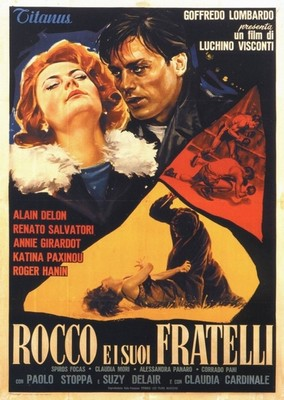 Titanus.
GOFFREDO LOMBARDO
presenta
un film di
LUCHINO VISCONTI
ALAIN DELON
RENATO SALVATORI
ANNIE GIRARDOT
KATINA PAXINOU
ROGER HANIN
ROCCO E I SUOI FRATELLI
SPIROS FOCAS - CLAUDIA MORI - ALESSANDRA PANARO - CORRADO PANI
CON PAOLO STOPPA E SUZY DELAIR E CON CLAUDIA CARDINALE